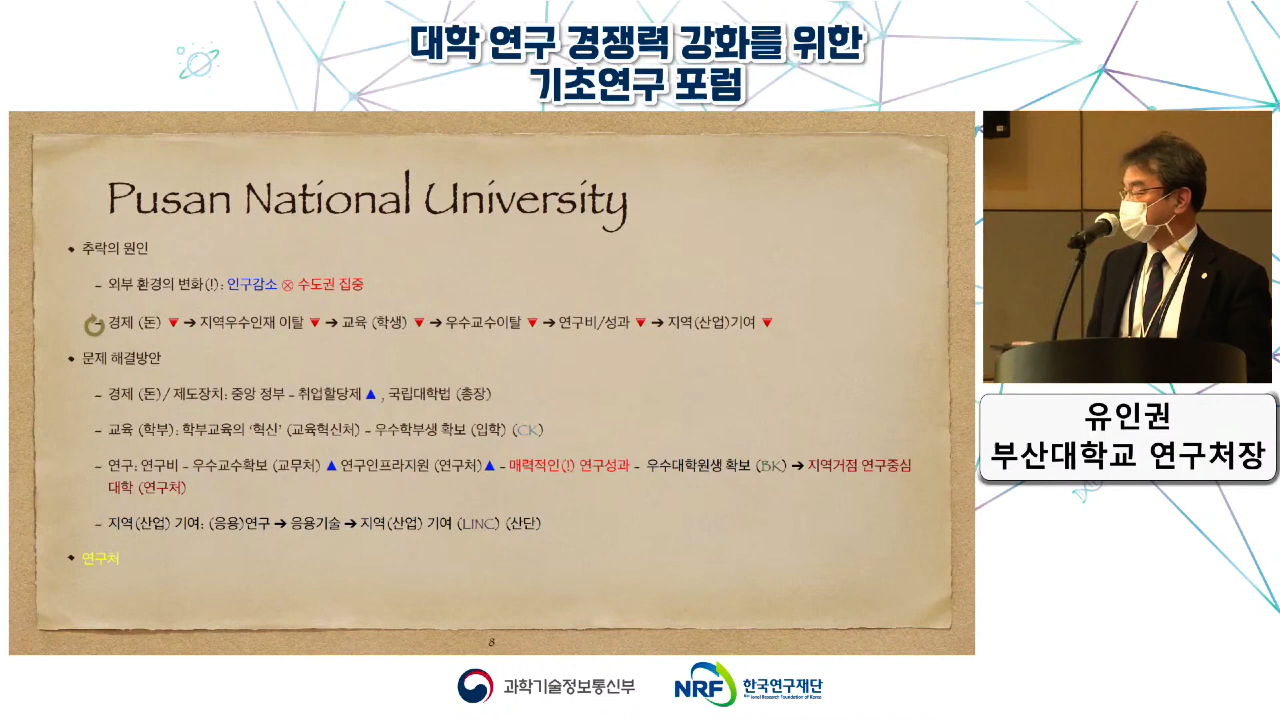 대학 연구 경쟁력 강화를 위한
기초연구 포럼
Pusan National University
추락의 원인
– 외부 환경의 변화(!): 인구감소 ⊗ 수도권 집중
경제 (돈) ▼ ➔ 지역우수인재 이탈 ▼ ➔ 교육 (학생) ▼ ➔ 우수교수이탈 ▼ ➔ 연구비/성과 ▼ ➔ 지역(산업)기여 ▼
문제 해결방안
– 경제 (돈)/ 제도장치: 중앙 정부 – 취업할당제 ▲ , 국립대학법 (총장)
– 교육 (학부): 학부교육의 ‘혁신’ (교육혁신처) – 우수학부생 확보 (입학) (CK)
– 연구: 연구비 – 우수교수확보 (교무처) ▲ 연구인프라지원 (연구처)▲ – 매력적인(!) 연구성과 – 우수대학원생 확보 (BK) ➔ 지역거점 연구중심
대학 (연구처)
– 지역(산업) 기여: (응용)연구 ➔ 응용기술 ➔ 지역(산업) 기여 (LINC) (산단)
연구처
8
유인권
부산대학교 연구처장
과학기술정보통신부
NRF 한국연구재단
National Research Foundation of Korea